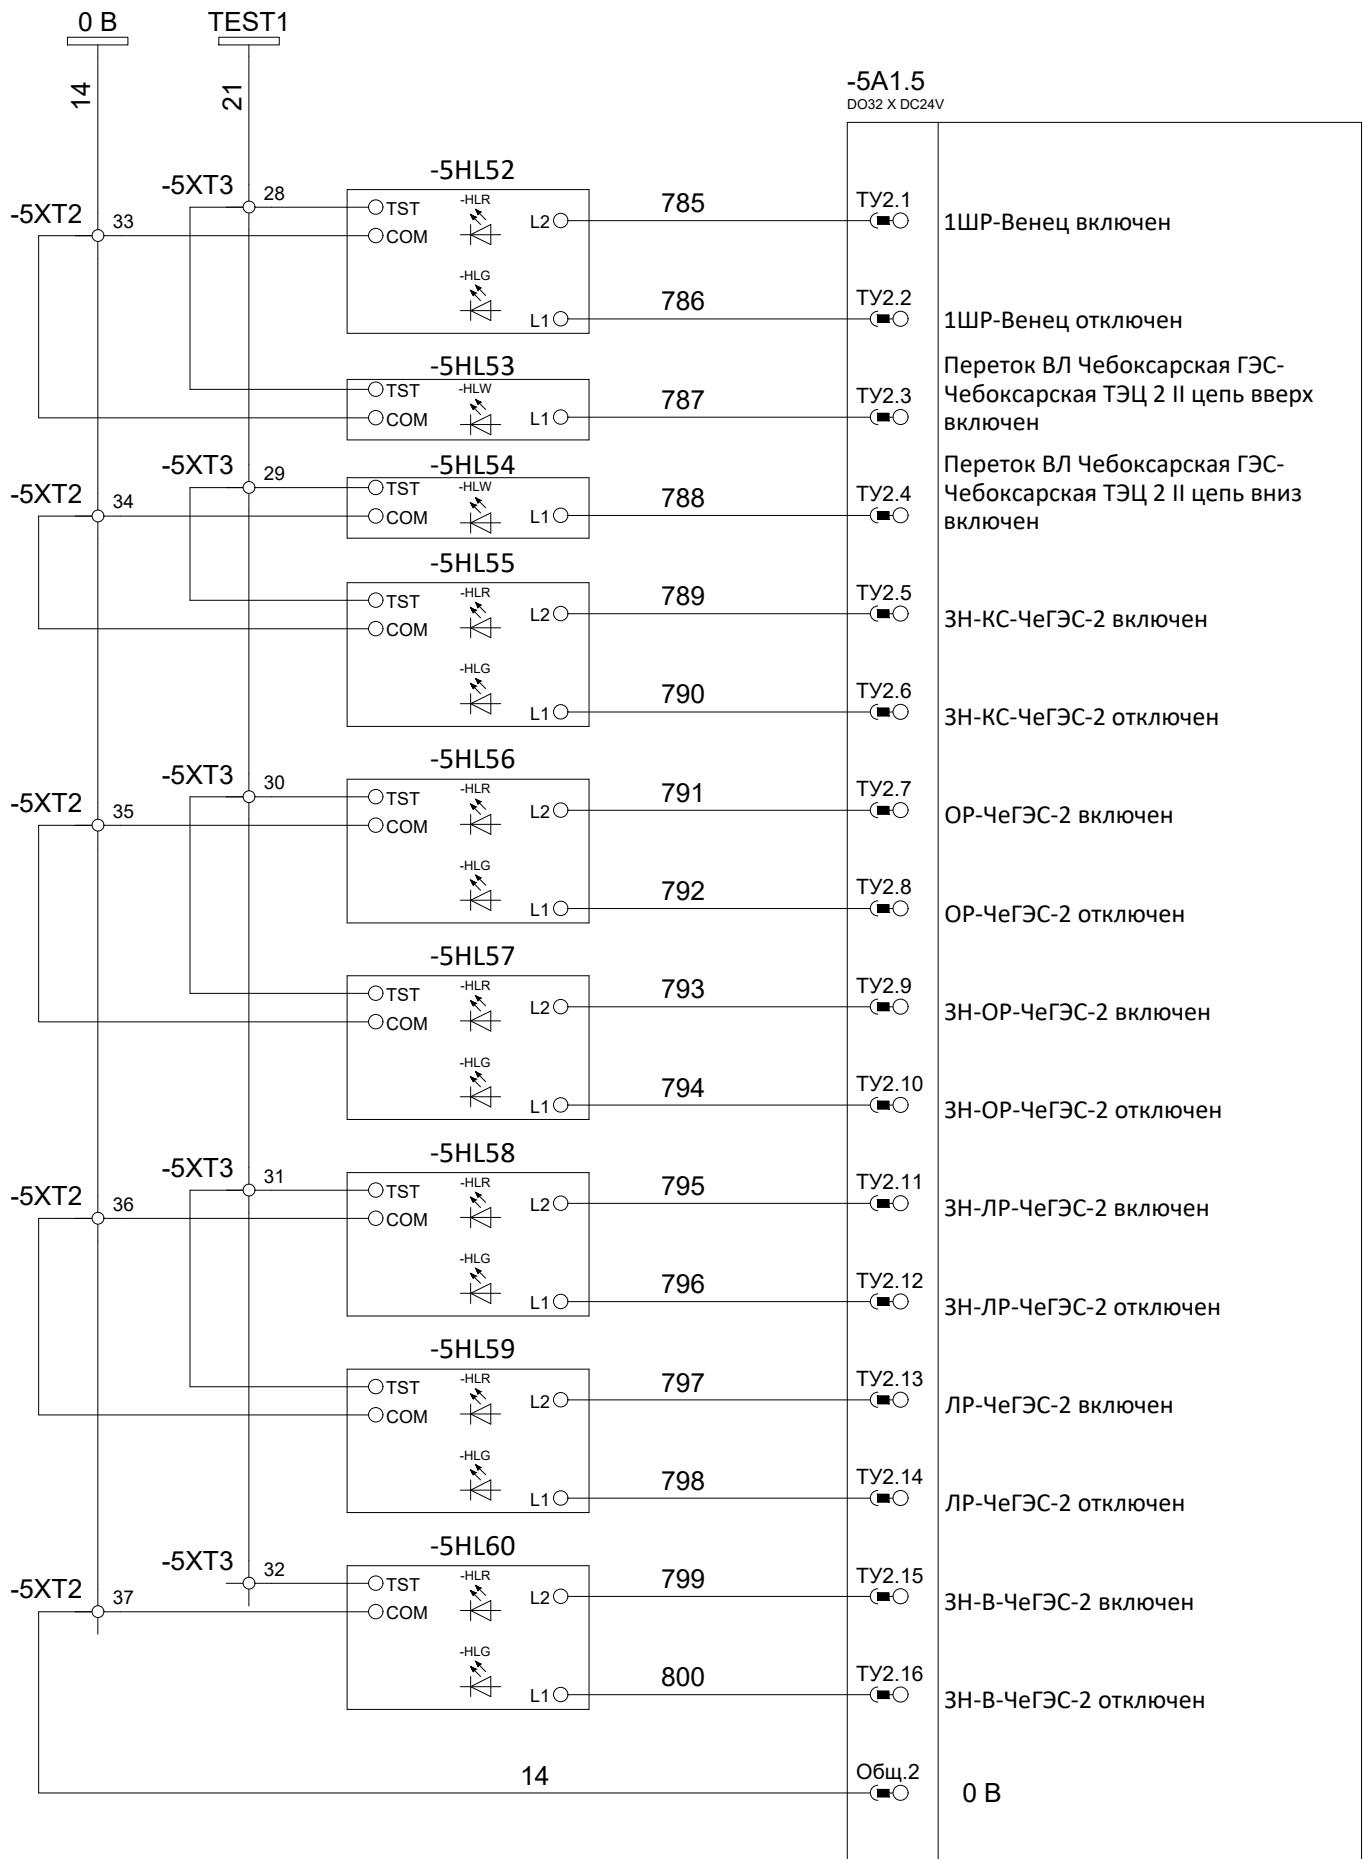 0 В
TEST1
14
21
-5A1.5
DO32 X DC24V
-5HL52
-5XT3
28
-5XT2
33
TST
COM
-HLR
L2
785
ТУ2.1
1ШР-Венец включен
-HLG
L1
786
ТУ2.2
1ШР-Венец отключен
-5HL53
TST
COM
-HLW
L1
787
ТУ2.3
Переток ВЛ Чебоксарская ГЭС-
Чебоксарская ТЭЦ 2 II цепь вверх
включен
-5XT3
29
-5XT2
34
-5HL54
TST
COM
-HLW
L1
788
ТУ2.4
Переток ВЛ Чебоксарская ГЭС-
Чебоксарская ТЭЦ 2 II цепь вниз
включен
-5HL55
TST
COM
-HLR
L2
789
ТУ2.5
ЗН-КС-ЧеГЭС-2 включен
-HLG
L1
790
ТУ2.6
ЗН-КС-ЧеГЭС-2 отключен
-5HL56
-5XT3
30
-5XT2
35
TST
COM
-HLR
L2
791
ТУ2.7
ОР-ЧеГЭС-2 включен
-HLG
L1
792
ТУ2.8
ОР-ЧеГЭС-2 отключен
-5HL57
TST
COM
-HLR
L2
793
ТУ2.9
ЗН-ОР-ЧеГЭС-2 включен
-HLG
L1
794
ТУ2.10
ЗН-ОР-ЧеГЭС-2 отключен
-5HL58
-5XT3
31
-5XT2
36
TST
COM
-HLR
L2
795
ТУ2.11
ЗН-ЛР-ЧеГЭС-2 включен
-HLG
L1
796
ТУ2.12
ЗН-ЛР-ЧеГЭС-2 отключен
-5HL59
TST
COM
-HLR
L2
797
ТУ2.13
ЛР-ЧеГЭС-2 включен
-HLG
L1
798
ТУ2.14
ЛР-ЧеГЭС-2 отключен
-5HL60
-5XT3
32
-5XT2
37
TST
COM
-HLR
L2
799
ТУ2.15
ЗН-В-ЧеГЭС-2 включен
-HLG
L1
800
ТУ2.16
ЗН-В-ЧеГЭС-2 отключен
14
Общ.2
0 В